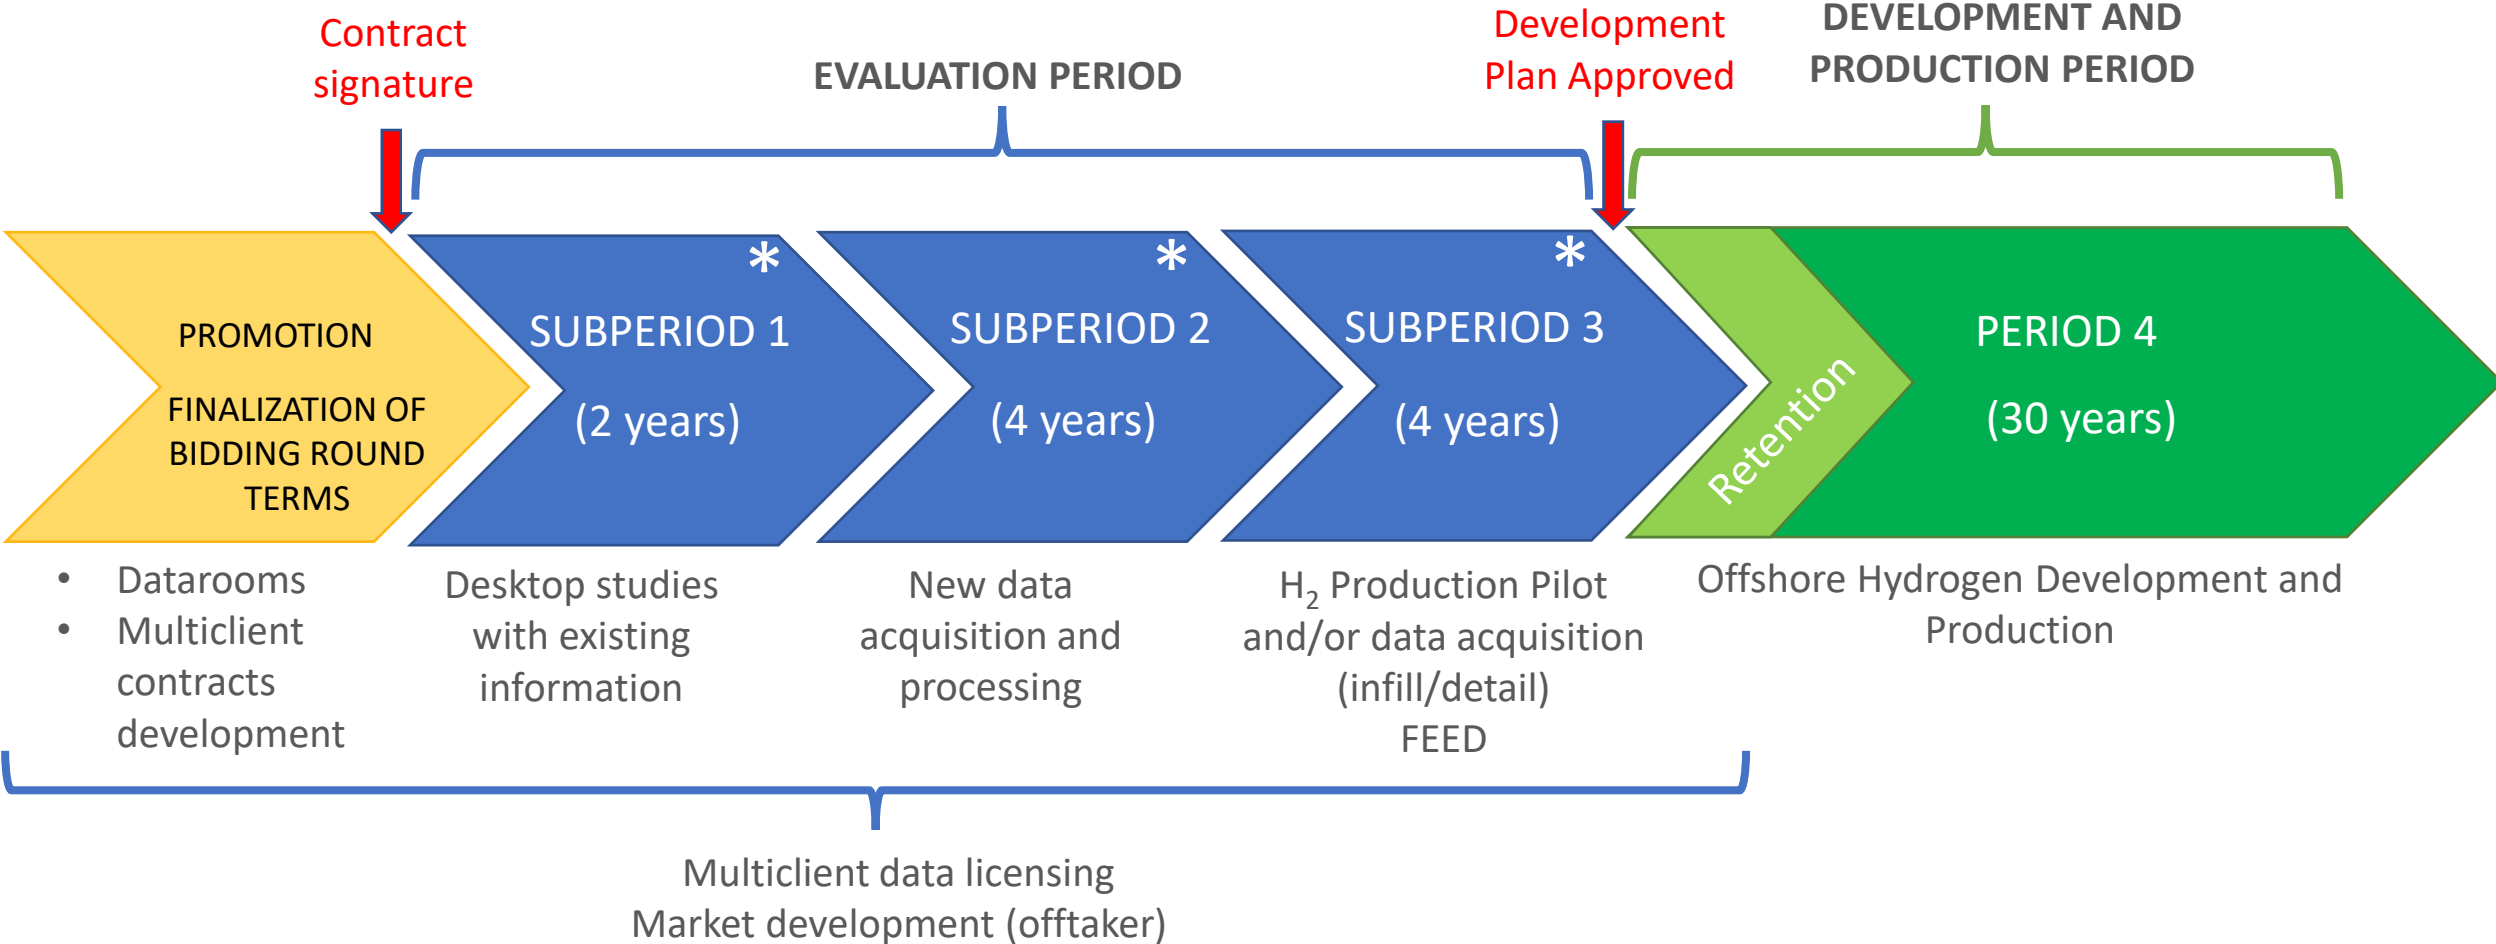 Contract
signature
EVALUATION PERIOD
Development
Plan Approved
DEVELOPMENT AND
PRODUCTION PERIOD
PROMOTION
FINALIZATION OF
BIDDING ROUND
TERMS
*
SUBPERIOD 1
(2 years)
*
SUBPERIOD 2
(4 years)
*
SUBPERIOD 3
(4 years)
Retention
PERIOD 4
(30 years)
• Datarooms
• Multiclient
contracts
development
Desktop studies
with existing
information
New data
acquisition and
processing
H₂ Production Pilot
and/or data acquisition
(infill/detail)
FEED
Offshore Hydrogen Development and
Production
Multiclient data licensing
Market development (offtaker)